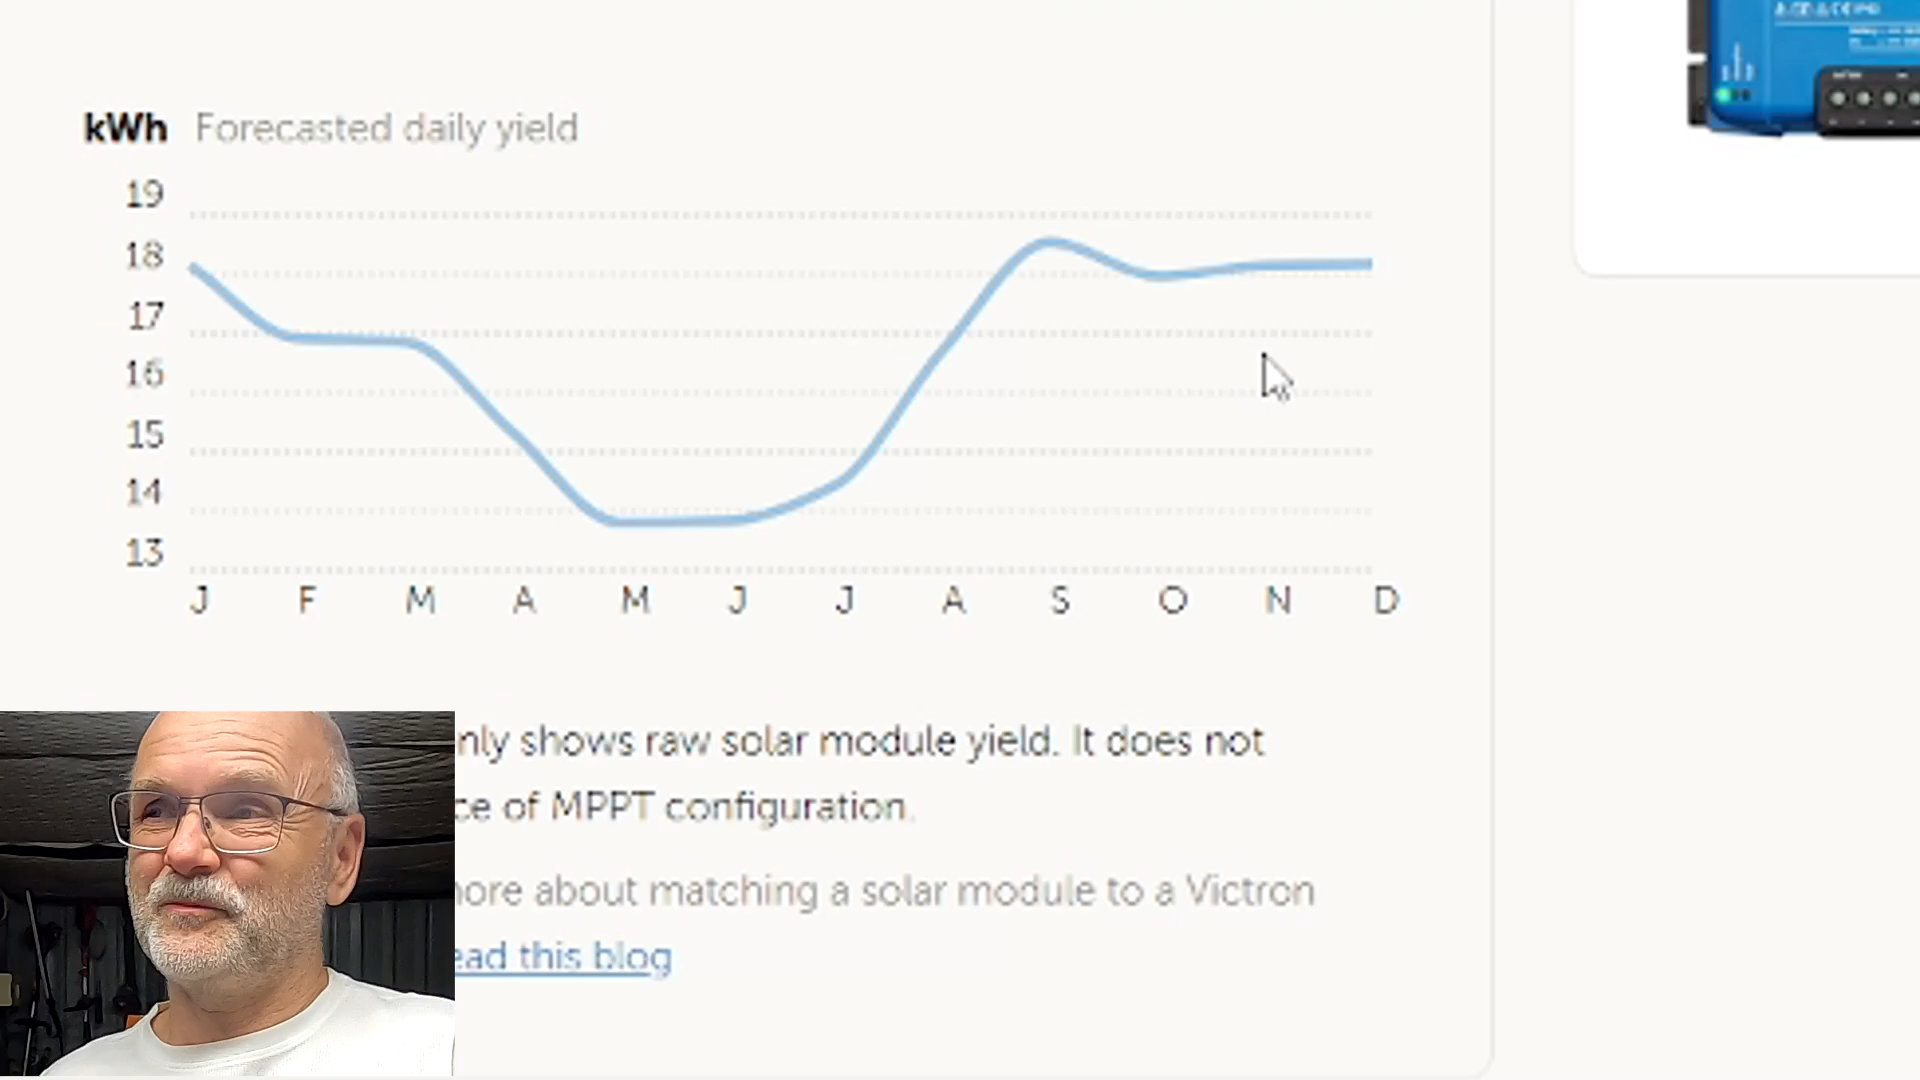 kWh Forecasted daily yield
19
18
17
16
15
14
13
J F M A M J J A S O N D
nly shows raw solar module yield. It does not
ce of MPPT configuration.
ore about matching a solar module to a Victron
ead this blog